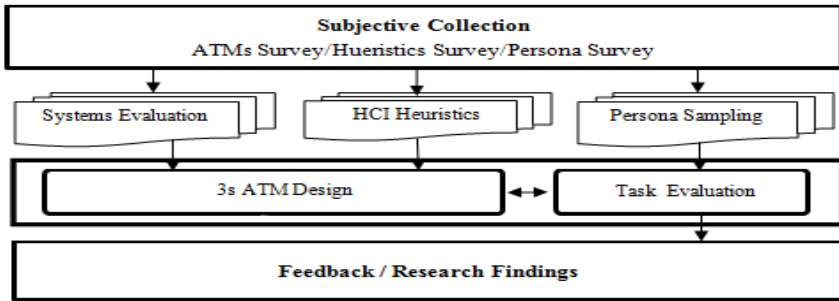 Subjective Collection
ATMs Survey/Hueristics Survey/Persona Survey
Systems Evaluation
HCI Heuristics
Persona Sampling
3s ATM Design
Task Evaluation
Feedback / Research Findings